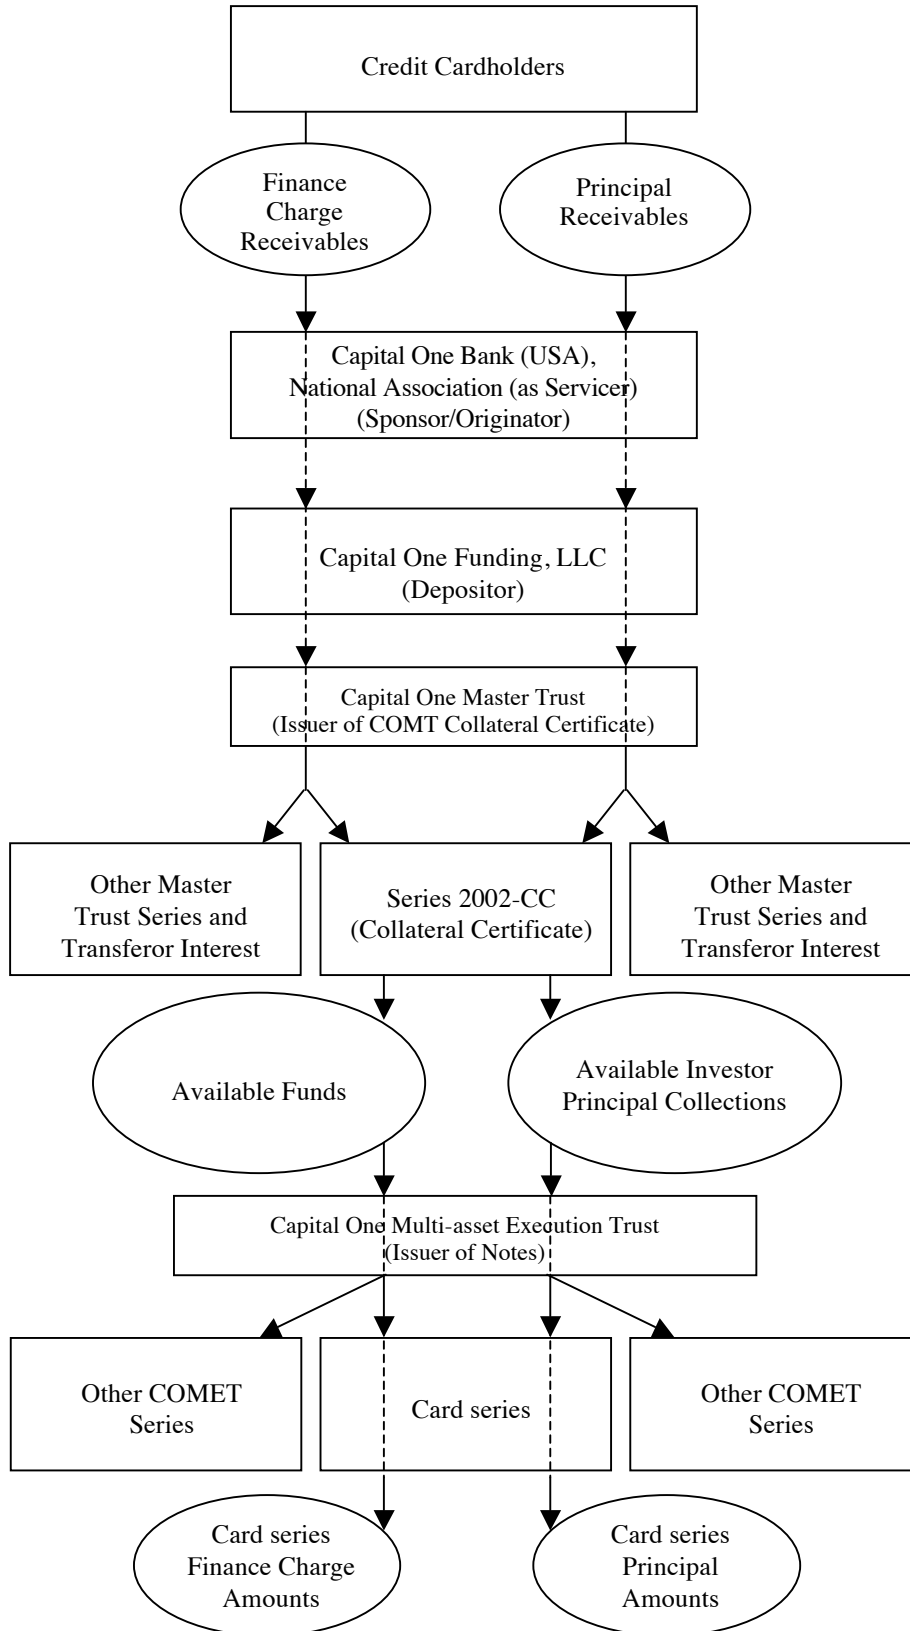 Credit Cardholders
Finance
Charge
Receivables
Principal
Receivables
Capital One Bank (USA),
National Association (as Servicer)
(Sponsor/Originator)
Capital One Funding, LLC
(Depositor)
Capital One Master Trust
(Issuer of COMT Collateral Certificate)
Other Master
Trust Series and
Transferor Interest
Series 2002-CC
(Collateral Certificate)
Other Master
Trust Series and
Transferor Interest
Available Funds
Available Investor
Principal Collections
Capital One Multi-asset Execution Trust
(Issuer of Notes)
Other COMET
Series
Card series
Other COMET
Series
Card series
Finance Charge
Amounts
Card series
Principal
Amounts